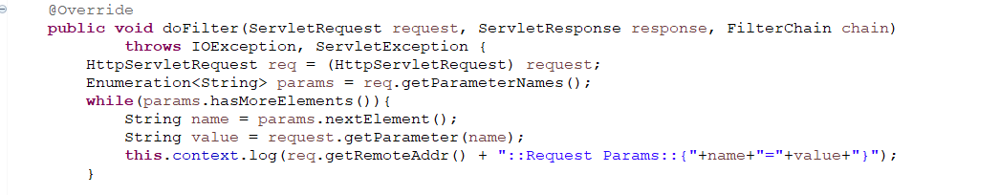 @Override
public void doFilter(ServletRequest request, ServletResponse response, FilterChain chain)
throws IOException, ServletException {
HttpServletRequest req = (HttpServletRequest) request;
Enumeration<String> params = req.getParameterNames();
while(params.hasMoreElements()){
String name = params.nextElement();
String value = request.getParameter(name);
this.context.log(req.getRemoteAddr() + "::Request Params::{"+name+"="+value+"}");
}